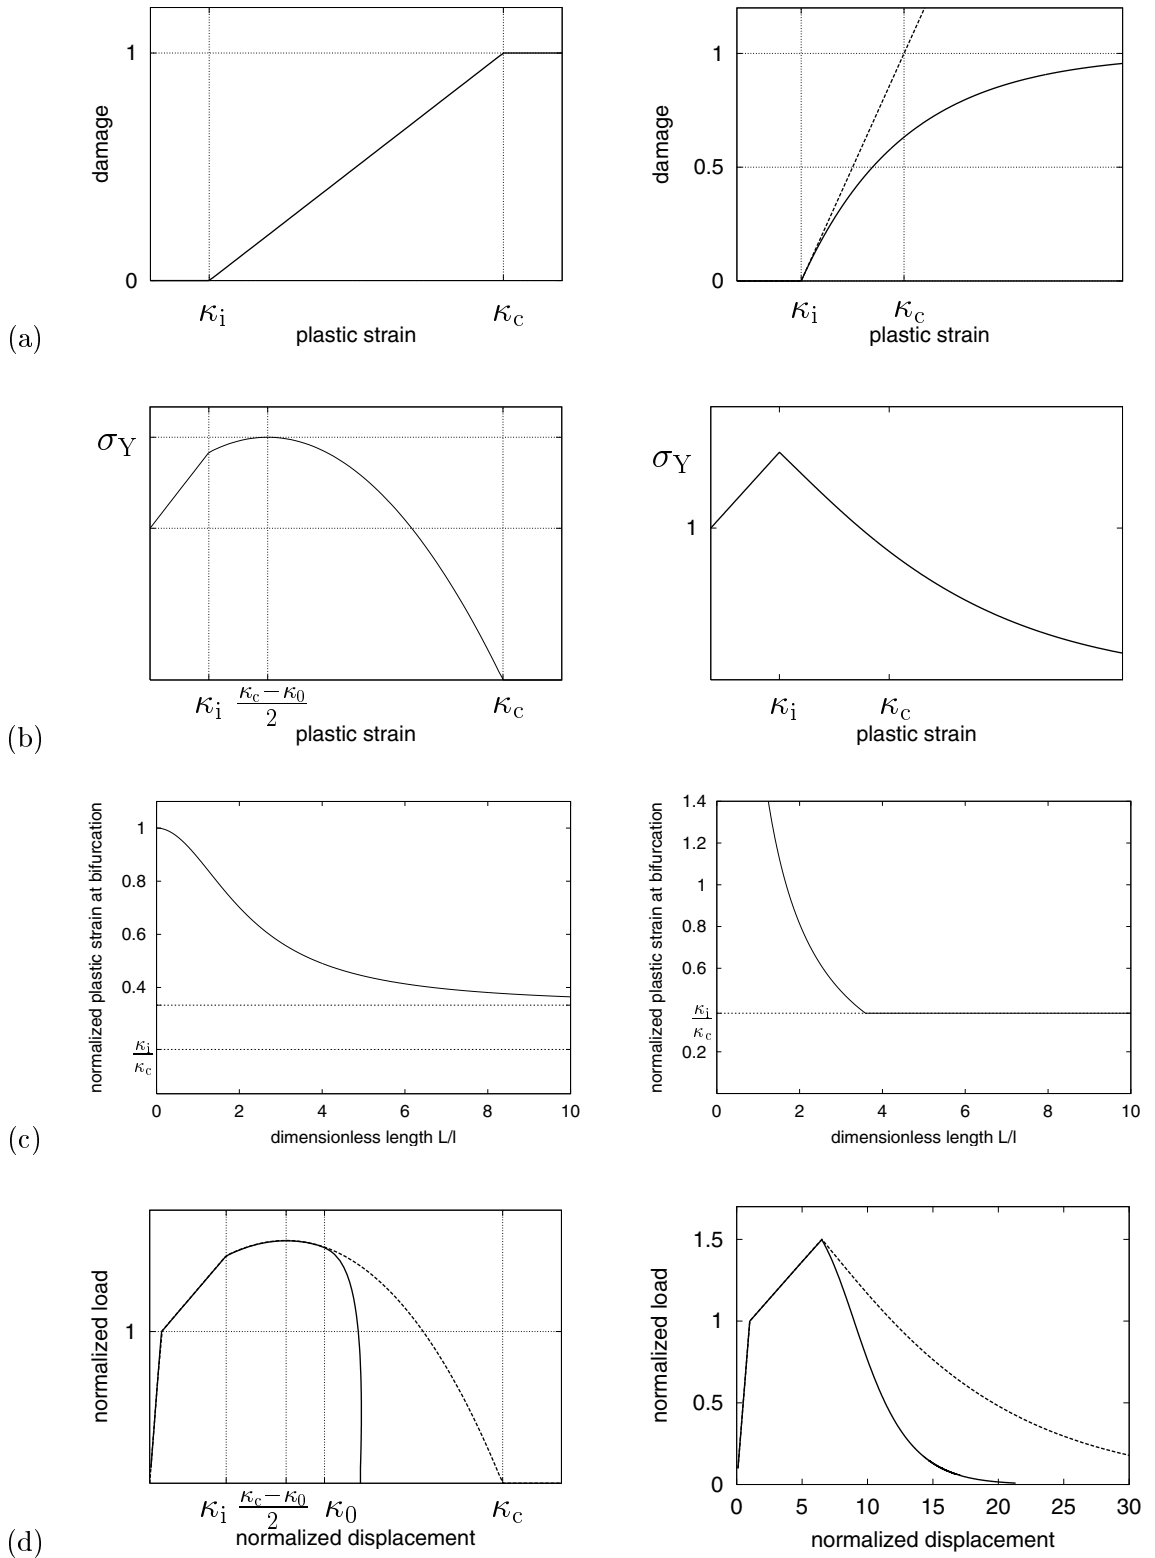 1
damage
0
κi
κc
plastic strain
(a)
1
0.5
damage
0
κi
κc
plastic strain
σY
κi
κc−κ0
2
κc
plastic strain
(b)
σY
1
κi
κc
plastic strain
normalized plastic strain at bifurcation
1
0.8
0.6
0.4
κi
κc
0 2 4 6 8 10
dimensionless length L/l
(c)
normalized plastic strain at bifurcation
1.4
1.2
1
0.8
0.6
κi
κc
0.2
0 2 4 6 8 10
dimensionless length L/l
normalized load
1
κi
κc−κ0
2
κ0
κc
normalized displacement
(d)
normalized load
1.5
1
0.5
0
0 5 10 15 20 25 30
normalized displacement